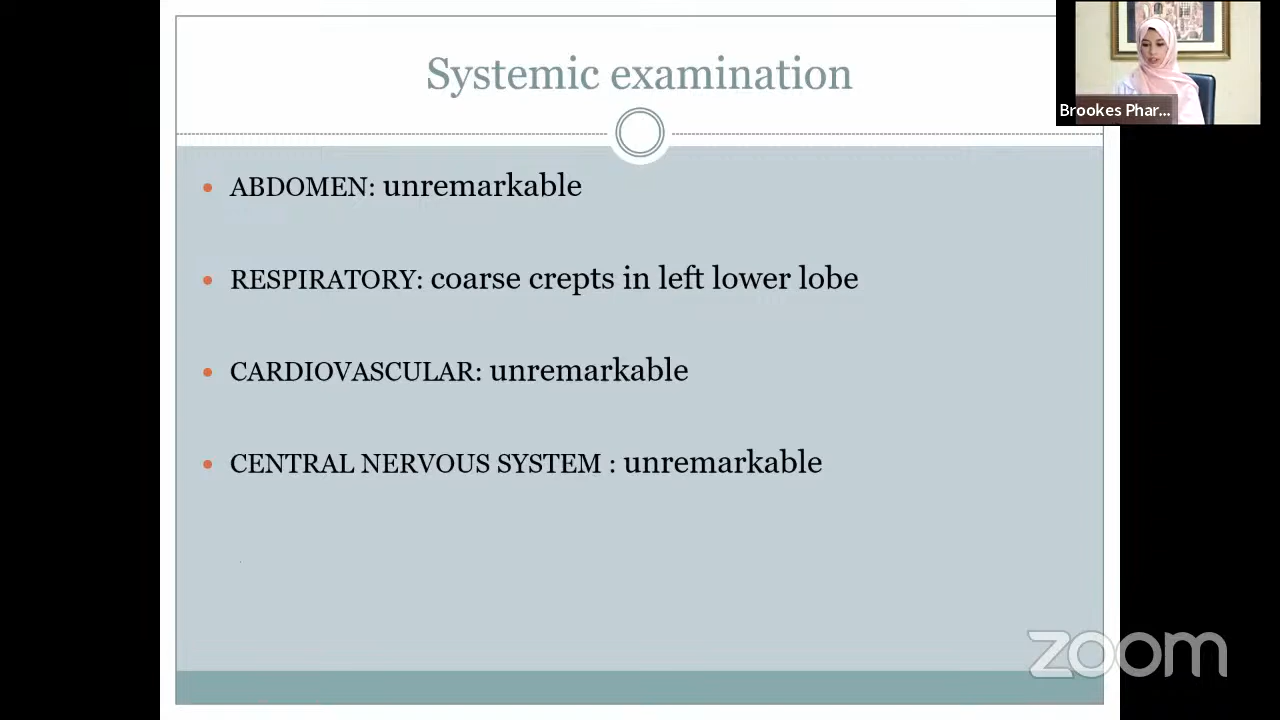 Systemic examination
Brookes Phar...
• ABDOMEN: unremarkable
• RESPIRATORY: coarse crepts in left lower lobe
• CARDIOVASCULAR: unremarkable
• CENTRAL NERVOUS SYSTEM : unremarkable
zoom